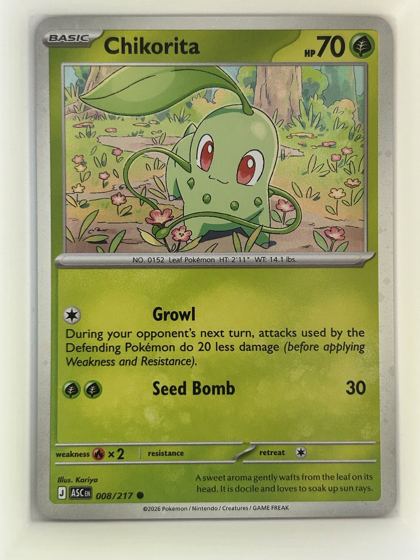 BASIC Chikorita HP 70
NO. 0152 Leaf Pokémon HT: 2'11" WT: 14.1 lbs.
Growl
During your opponent's next turn, attacks used by the
Defending Pokémon do 20 less damage (before applying
Weakness and Resistance).
Seed Bomb 30
weakness ×2 resistance retreat
Illus. Kariya
A sweet aroma gently wafts from the leaf on its
head. It is docile and loves to soak up sun rays.
J ASC EN 008/217
©2026 Pokémon / Nintendo / Creatures / GAME FREAK